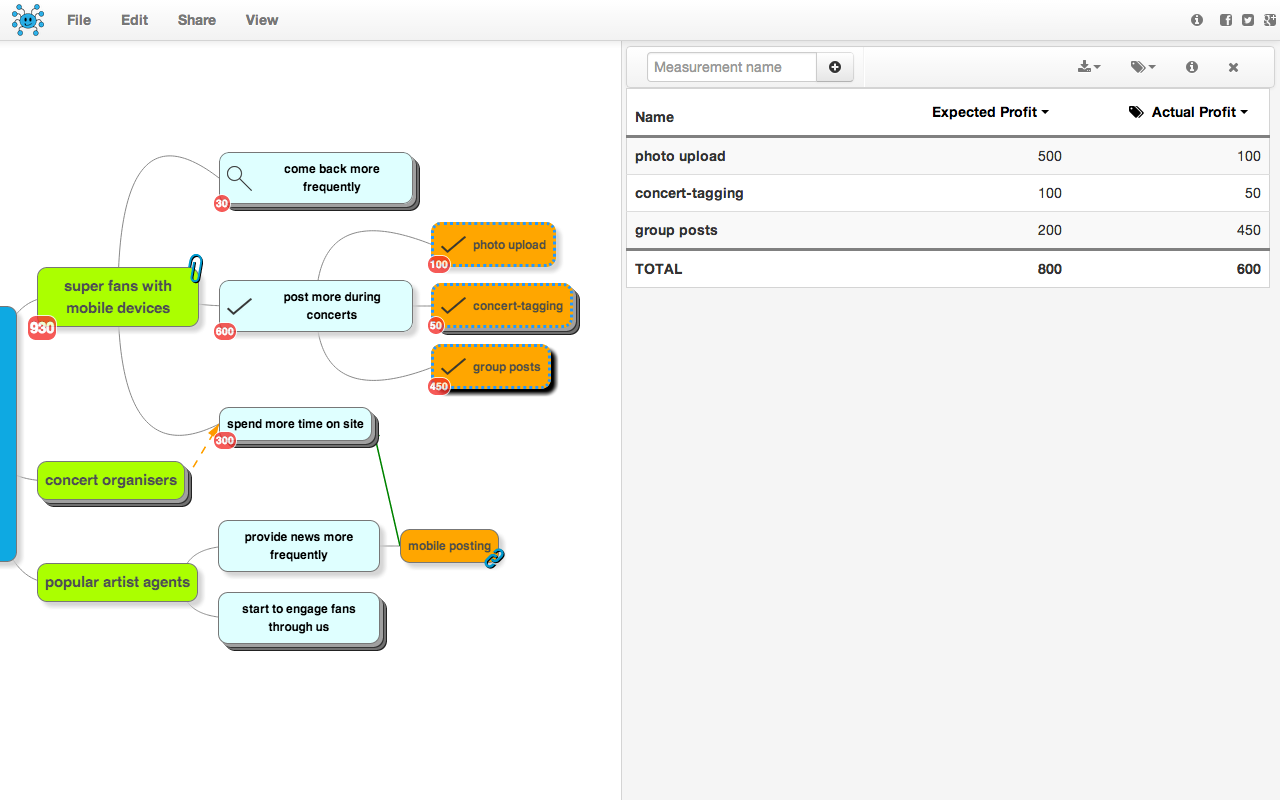 File Edit Share View
Measurement name
Name Expected Profit Actual Profit
photo upload 500 100
concert-tagging 100 50
group posts 200 450
TOTAL 800 600
come back more
frequently
30
photo upload
100
super fans with
mobile devices
930
post more during
concerts
600
concert-tagging
50
group posts
450
spend more time on site
300
concert organisers
provide news more
frequently
mobile posting
popular artist agents
start to engage fans
through us